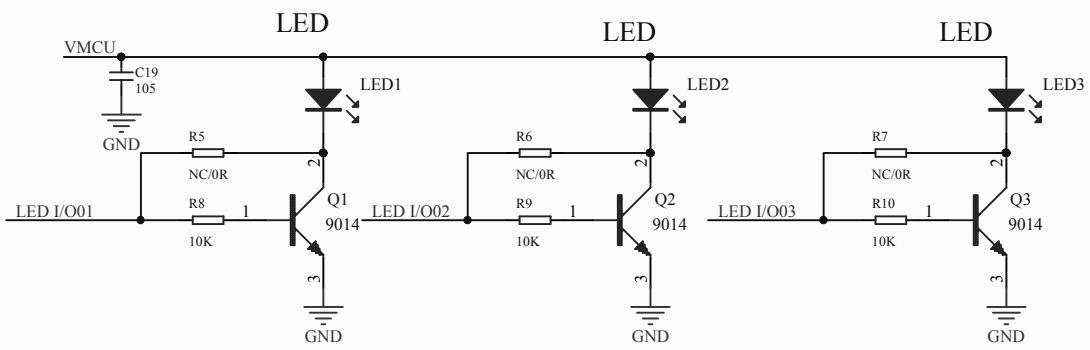 LED
LED
LED
VMCU
C19
105
GND
LED1
LED2
LED3
R5
NC/0R
2
R6
NC/0R
2
R7
NC/0R
2
LED I/O01
R8
10K
1
Q1
9014
3
GND
LED I/O02
R9
10K
1
Q2
9014
3
GND
LED I/O03
R10
10K
1
Q3
9014
3
GND